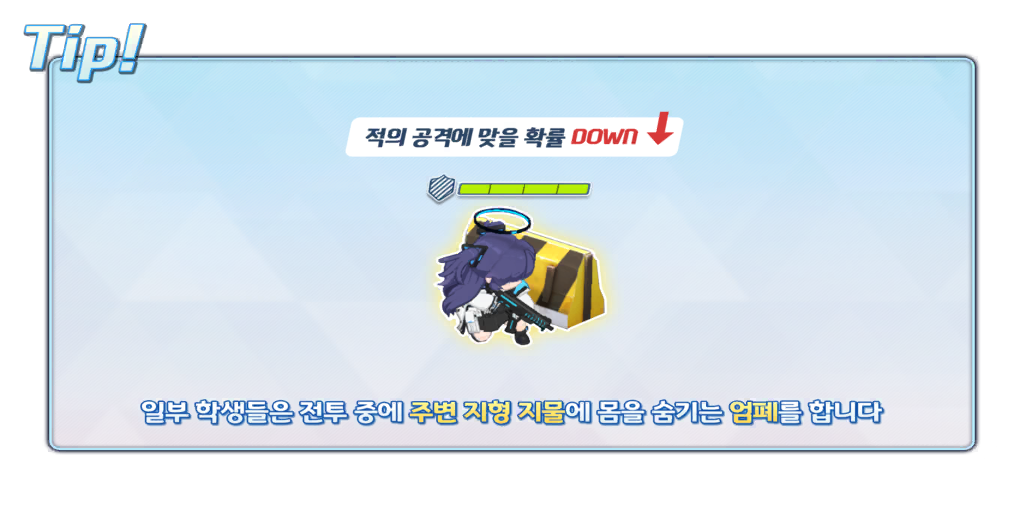 Tip!
적의 공격에 맞을 확률 DOWN
일부 학생들은 전투 중에 주변 지형 지물에 몸을 숨기는 엄폐를 합니다